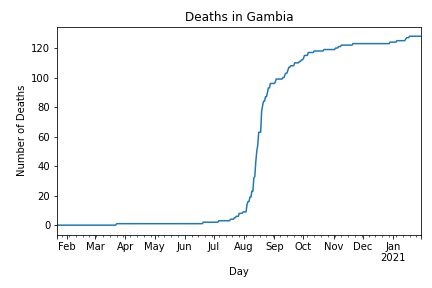 Deaths in Gambia
Number of Deaths
120
100
80
60
40
20
0
Feb Mar Apr May Jun Jul Aug Sep Oct Nov Dec Jan
2021
Day